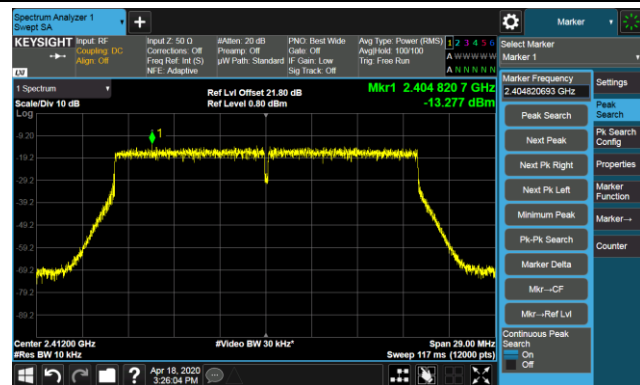 Spectrum Analyzer 1
Swept SA
Marker
KEYSIGHT
Input: RF
Coupling: DC
Align: Off
Input Z: 50 Ω
Corrections: Off
Freq Ref: Int (S)
NFE: Adaptive
#Atten: 20 dB
Preamp: Off
µW Path: Standard
PNO: Best Wide
Gate: Off
IF Gain: Low
Sig Track: Off
Avg Type: Power (RMS)
Avg|Hold: 100/100
Trig: Free Run
1 2 3 4 5 6
A W W W W W
A N N N N N
LXI
Select Marker
Marker 1
1 Spectrum
Scale/Div 10 dB
Log
Ref Lvl Offset 21.80 dB
Ref Level 0.80 dBm
Mkr1 2.404 820 7 GHz
-13.277 dBm
1
-9.20
-19.2
-29.2
-39.2
-49.2
-59.2
-69.2
-79.2
-89.2
Center 2.41200 GHz
#Res BW 10 kHz
#Video BW 30 kHz*
Span 29.00 MHz
Sweep 117 ms (12000 pts)
Marker Frequency
2.404820693 GHz
Peak Search
Next Peak
Next Pk Right
Next Pk Left
Minimum Peak
Pk-Pk Search
Marker Delta
Mkr→CF
Mkr→Ref Lvl
Continuous Peak
Search
On
Off
Settings
Peak
Search
Pk Search
Config
Properties
Marker
Function
Marker→
Counter
?
Apr 18, 2020
3:26:04 PM